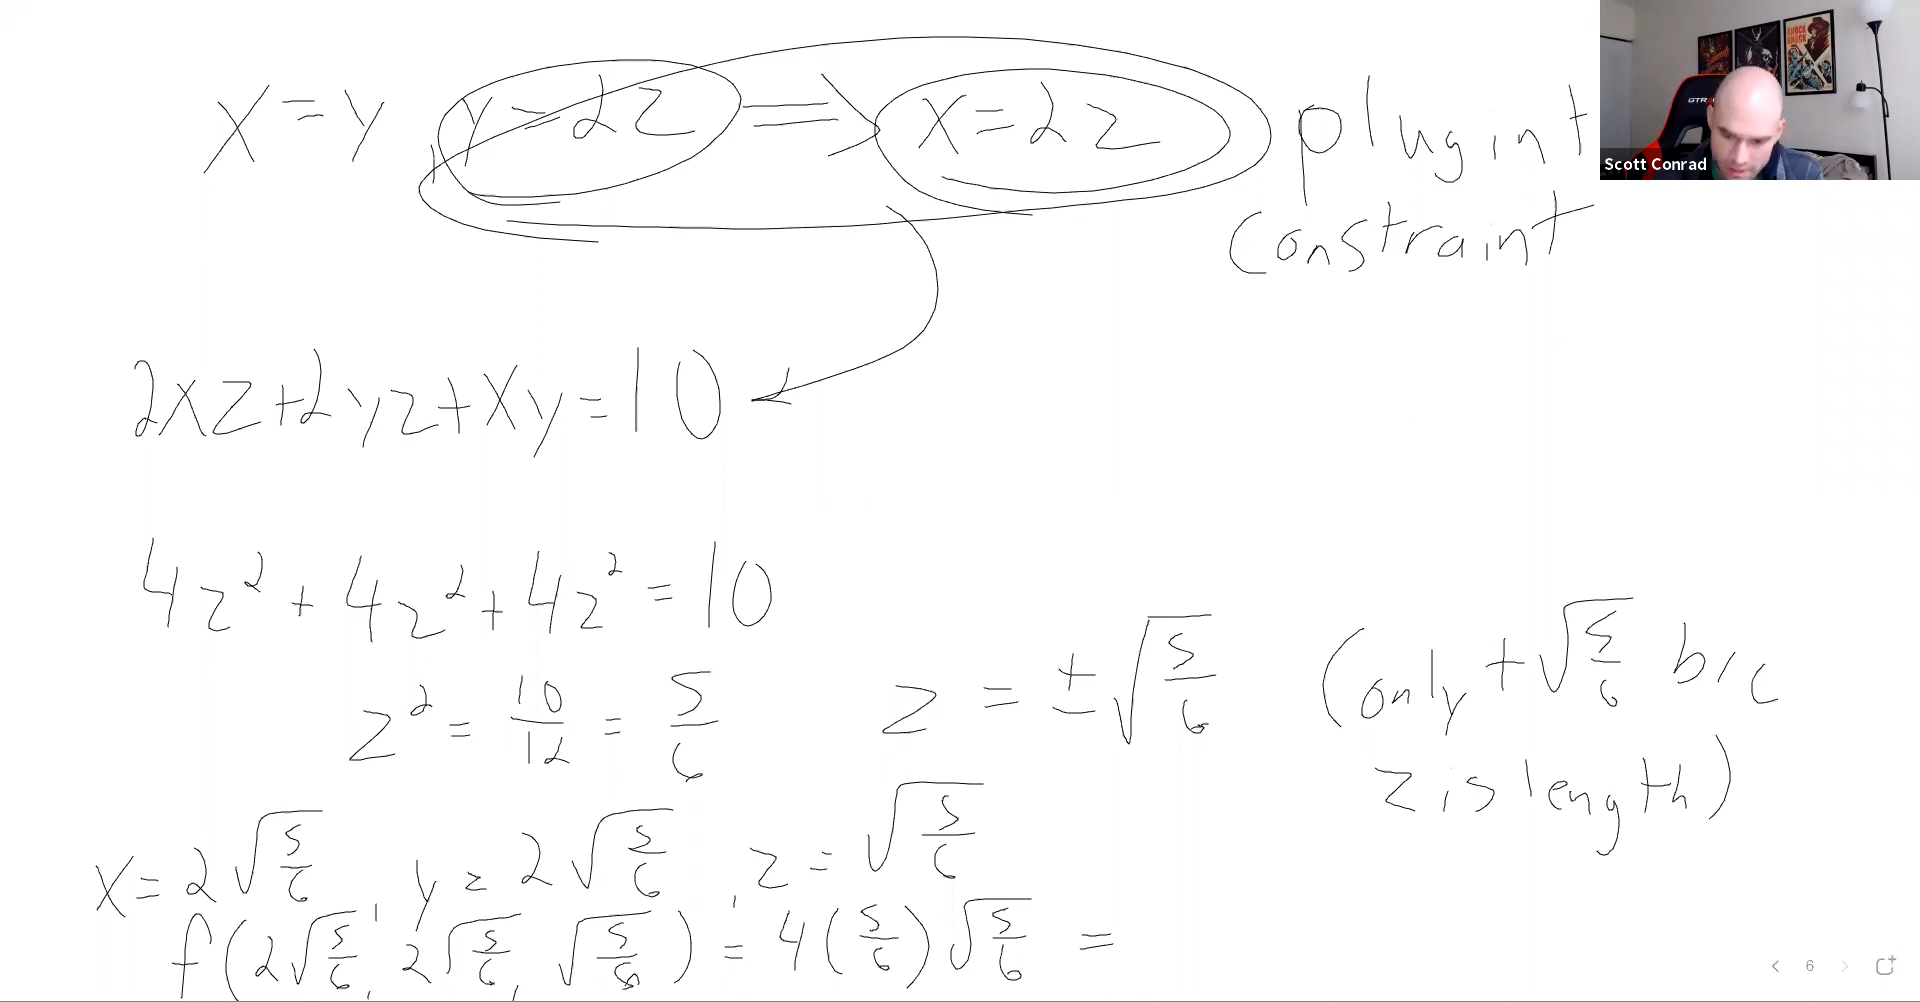 x = y   y = 2z ⟹ x = 2z   plug int
constraint
2xz + 2yz + xy = 10
4z² + 4z² + 4z² = 10
z² = 10/12 = 5/6   z = ±√(5/6)   (only +√(5/6) b/c
z is length)
x = 2√(5/6), y = 2√(5/6), z = √(5/6)
f(2√(5/6), 2√(5/6), √(5/6)) = 4(5/6)√(5/6) =
KNOCK
KNOCK
Scott Conrad
6